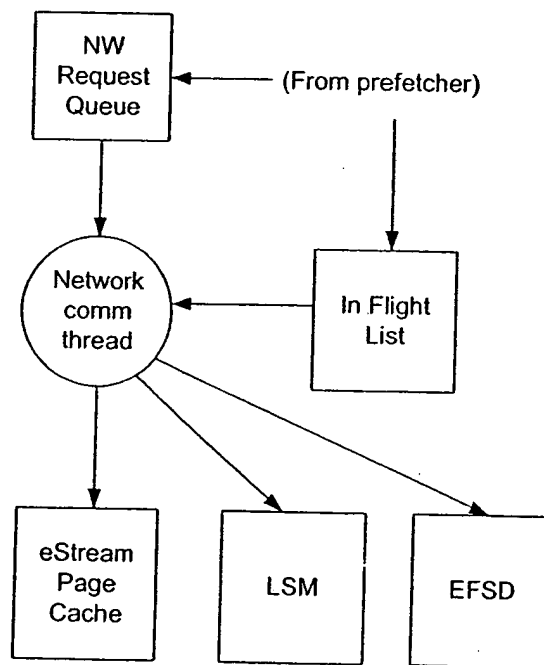 NW
Request
Queue
(From prefetcher)
Network
comm
thread
In Flight
List
eStream
Page
Cache
LSM
EFSD